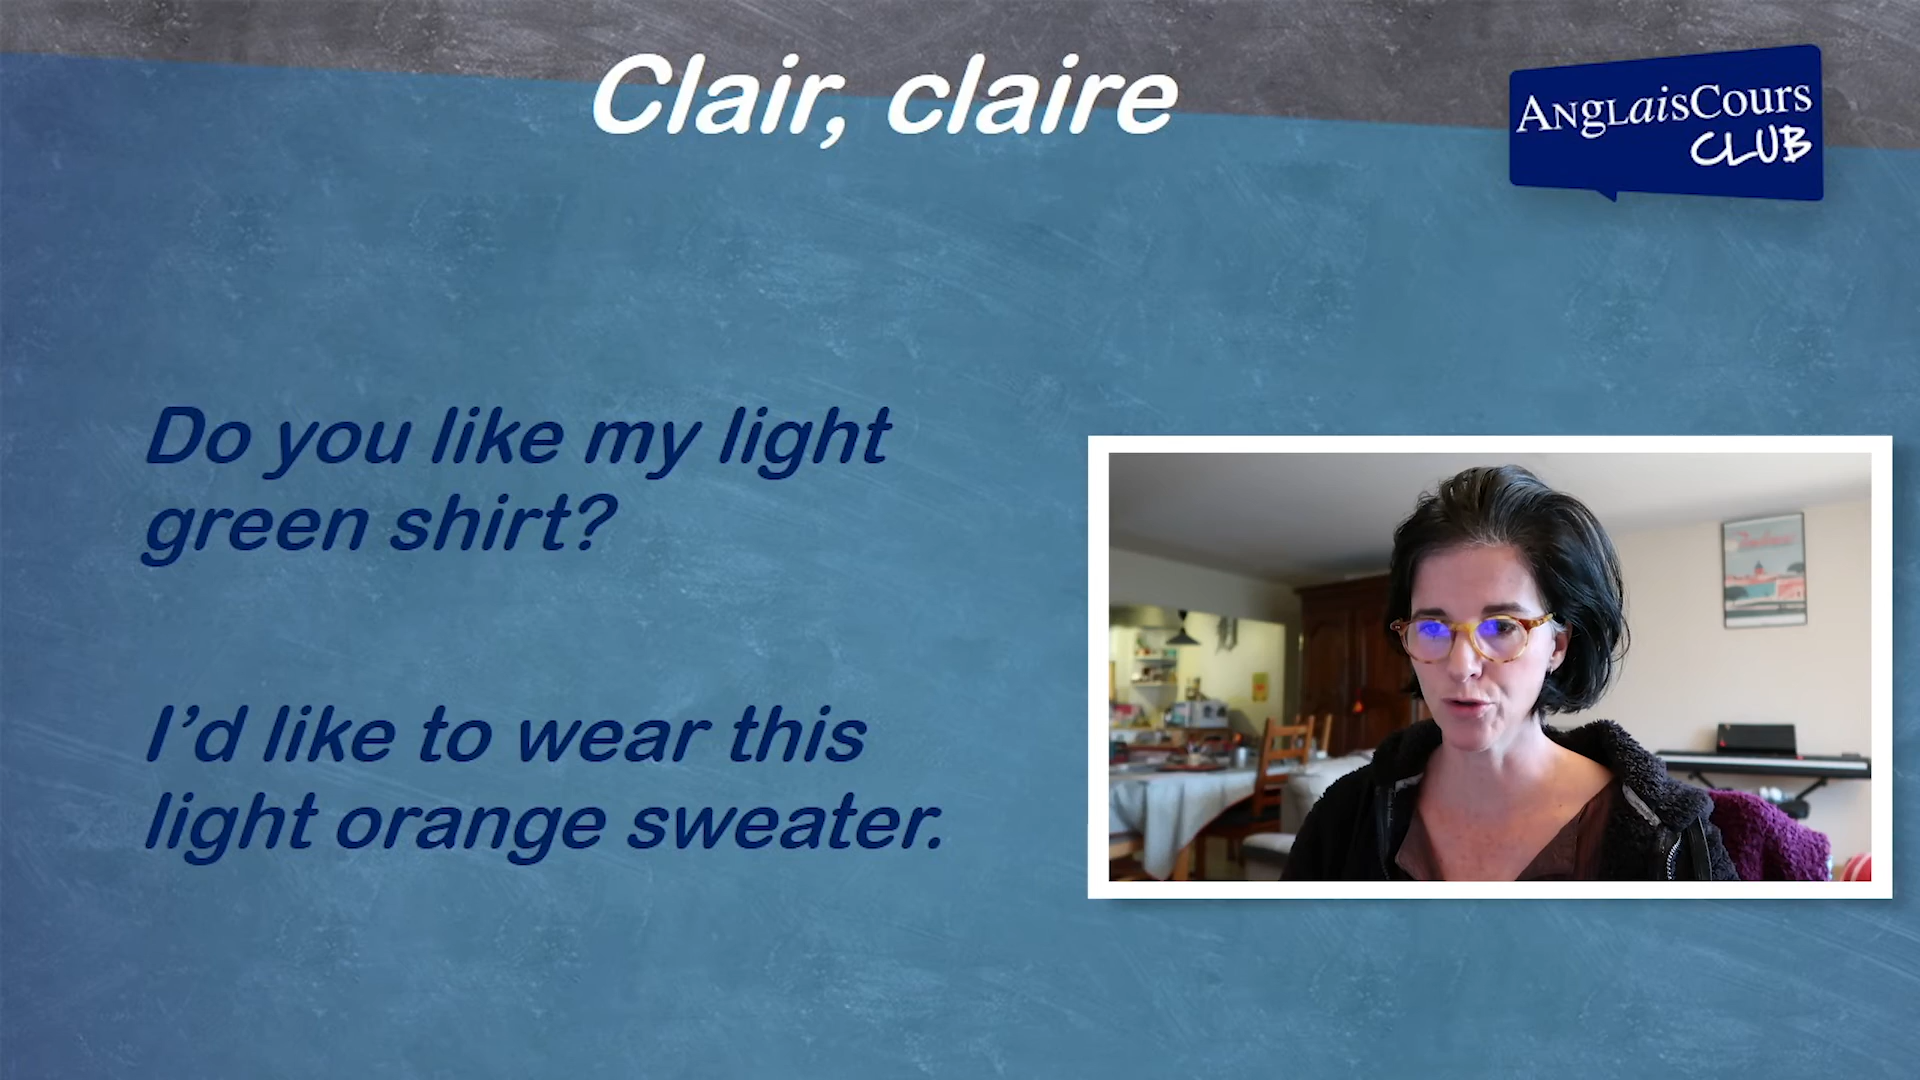 Clair, claire
AnglaisCours
CLUB
Do you like my light
green shirt?
I’d like to wear this
light orange sweater.